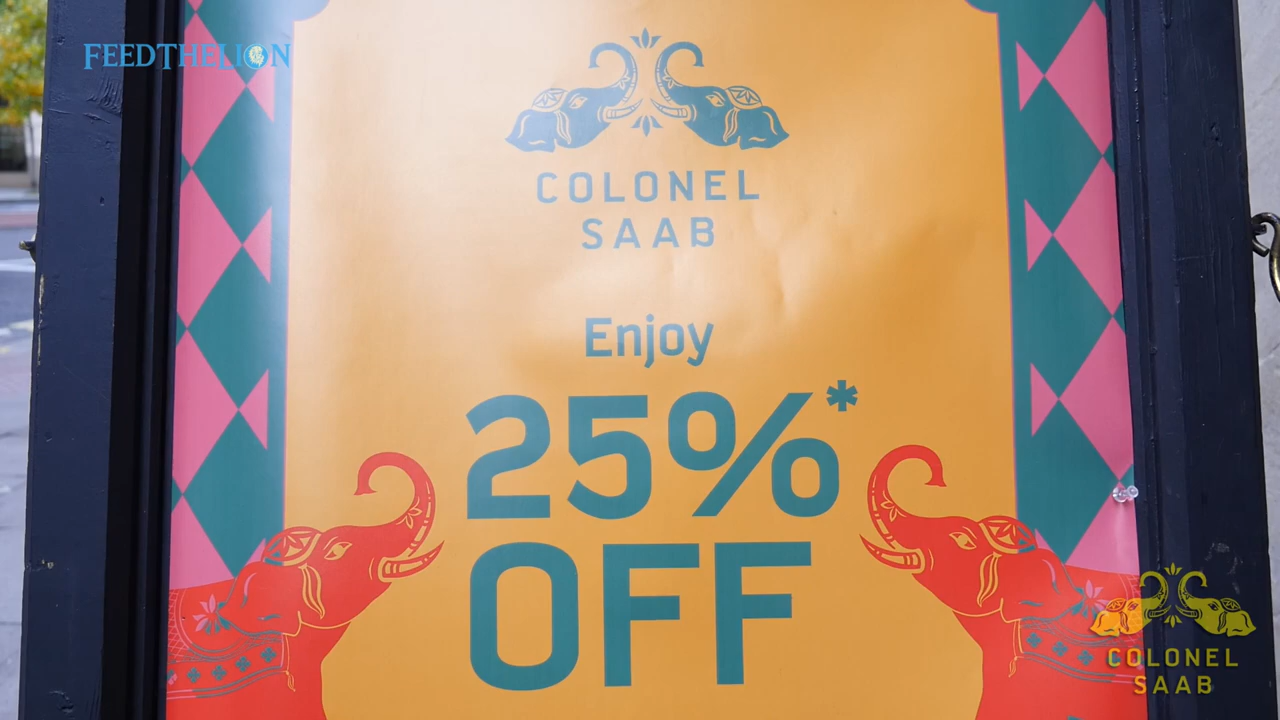 FEEDTHELION
COLONEL
SAAB
Enjoy
25%*
OFF
COLONEL
SAAB